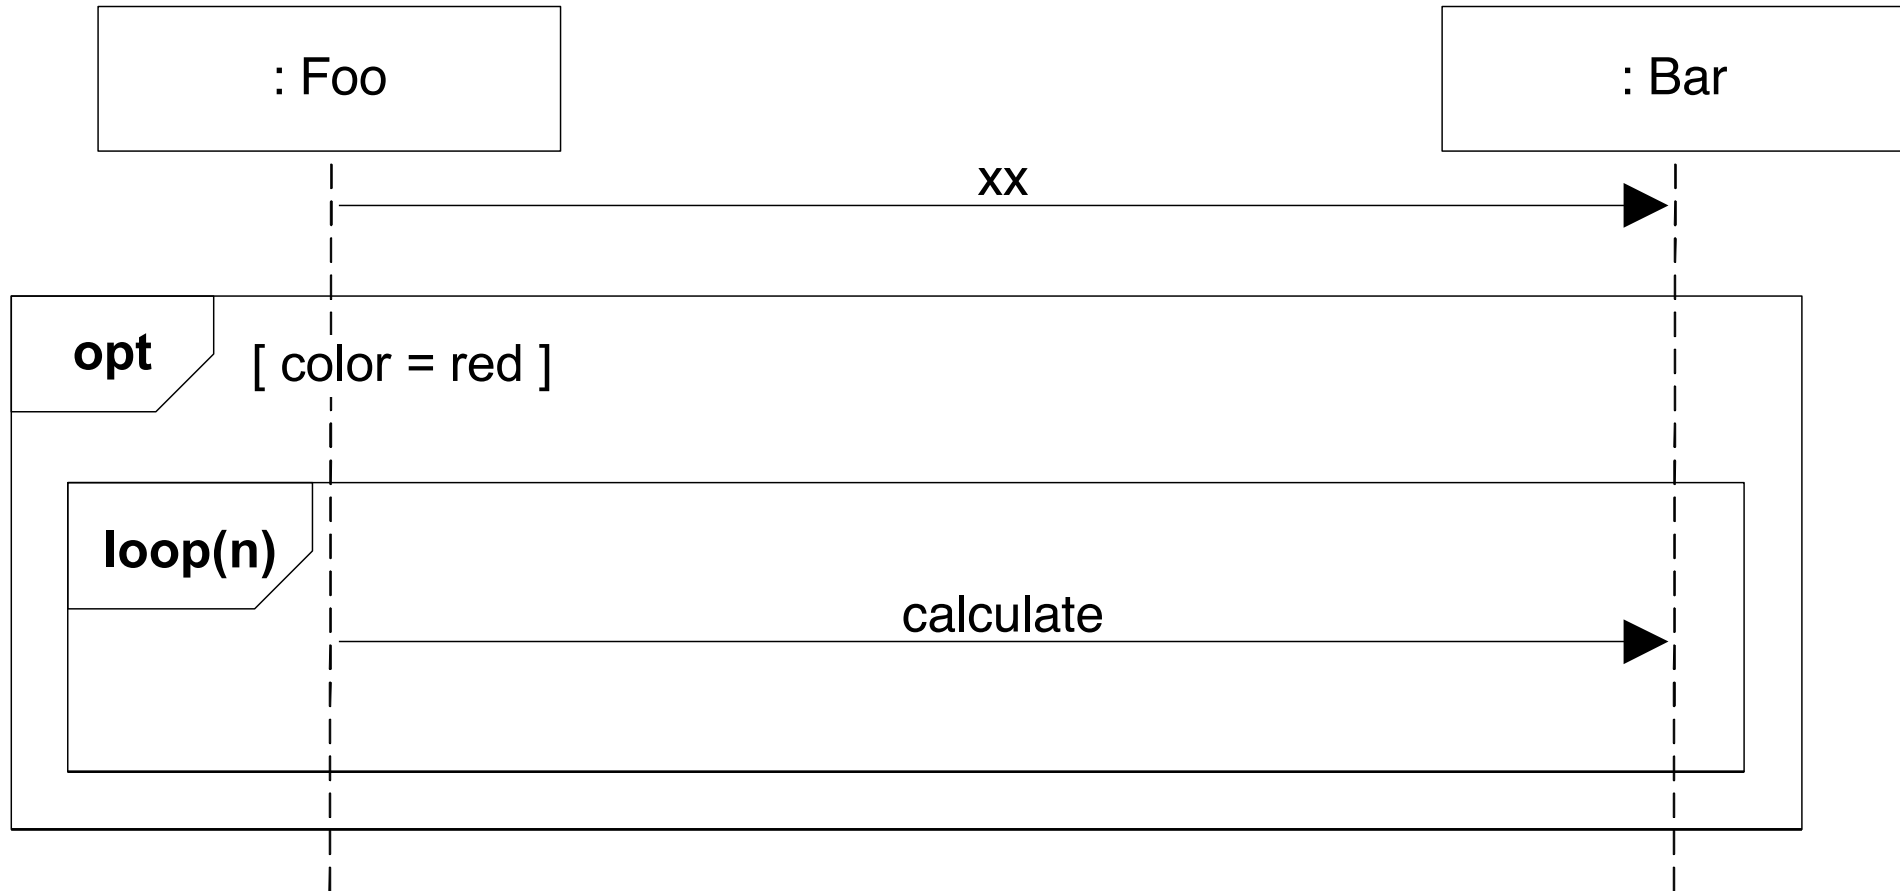 : Foo
: Bar
xx
opt
[ color = red ]
loop(n)
calculate